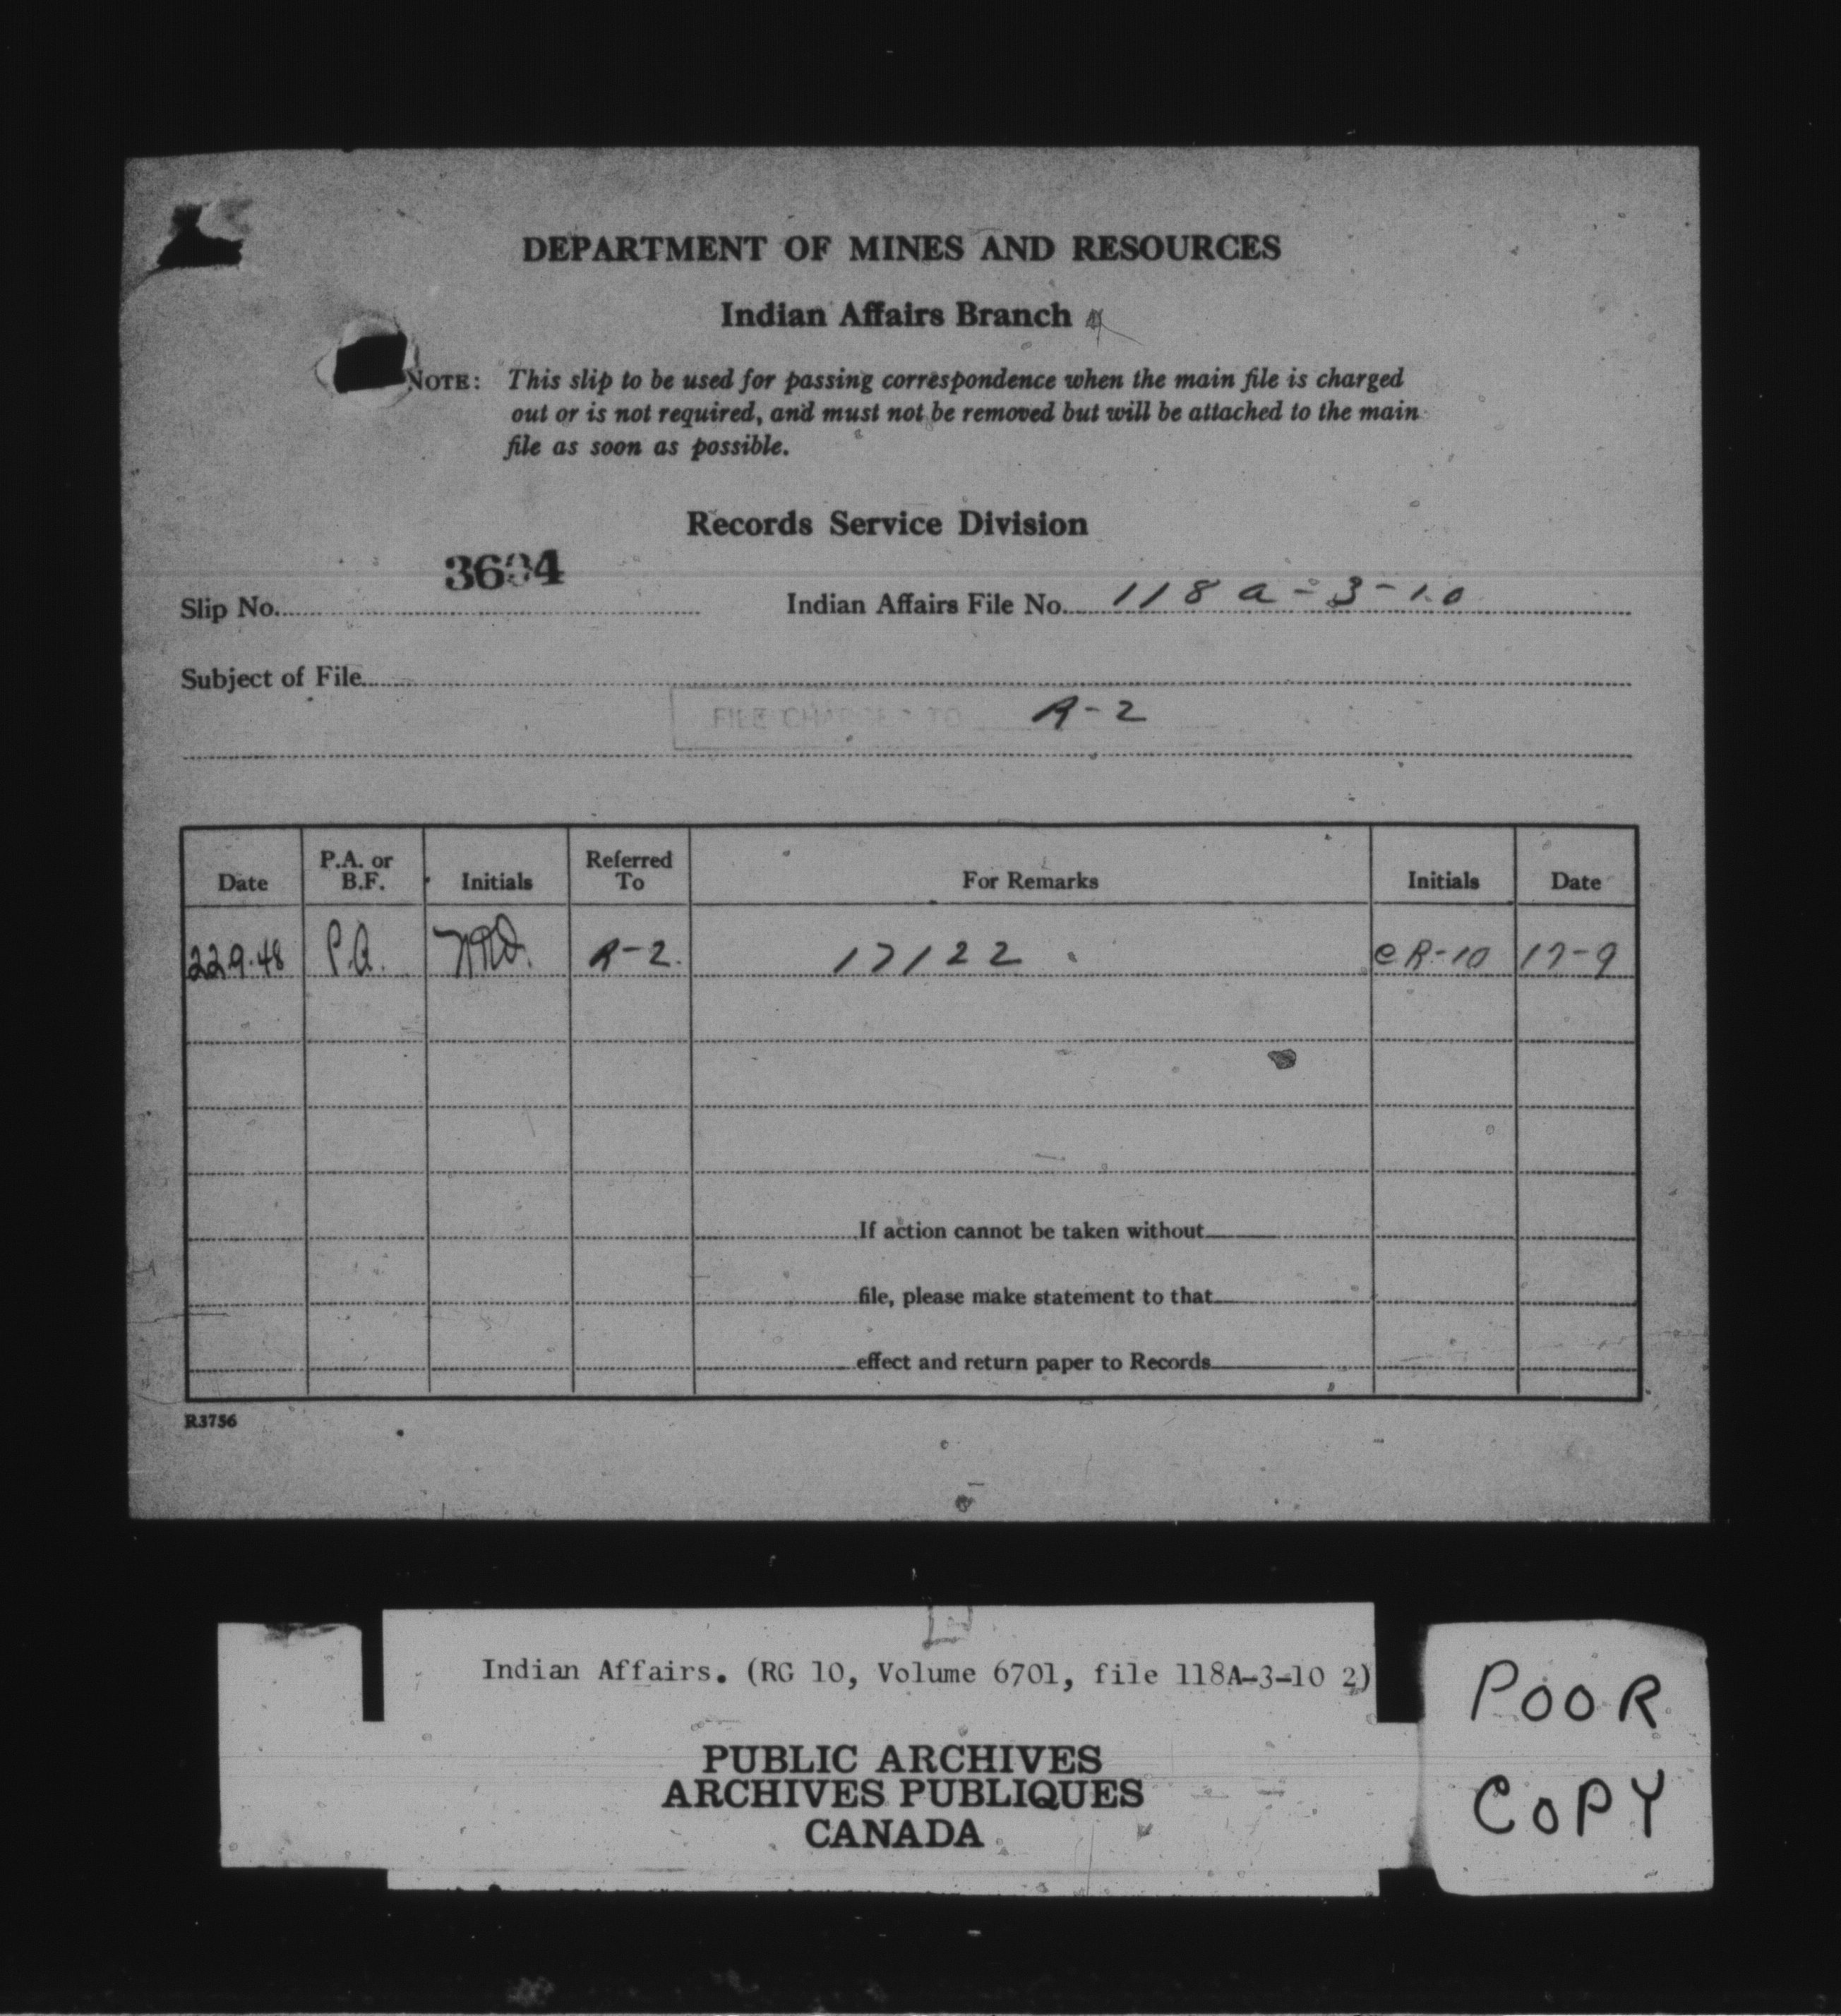 DEPARTMENT OF MINES AND RESOURCES
Indian Affairs Branch
NOTE: This slip to be used for passing correspondence when the main file is charged
out or is not required, and must not be removed but will be attached to the main
file as soon as possible.
Records Service Division
Slip No. Indian Affairs File No. 118 a-3-10
Subject of File
FILE CHARGED TO R-2
Date P.A. or B.F. Initials Referred To For Remarks Initials Date
22.9.48 P.A. R-2. 17122 CR-10 17-9
If action cannot be taken without
file, please make statement to that
effect and return paper to Records
R3756
Indian Affairs. (RG 10, Volume 6701, file 118A-3-10 2)
PUBLIC ARCHIVES
ARCHIVES PUBLIQUES
CANADA
POOR
COPY